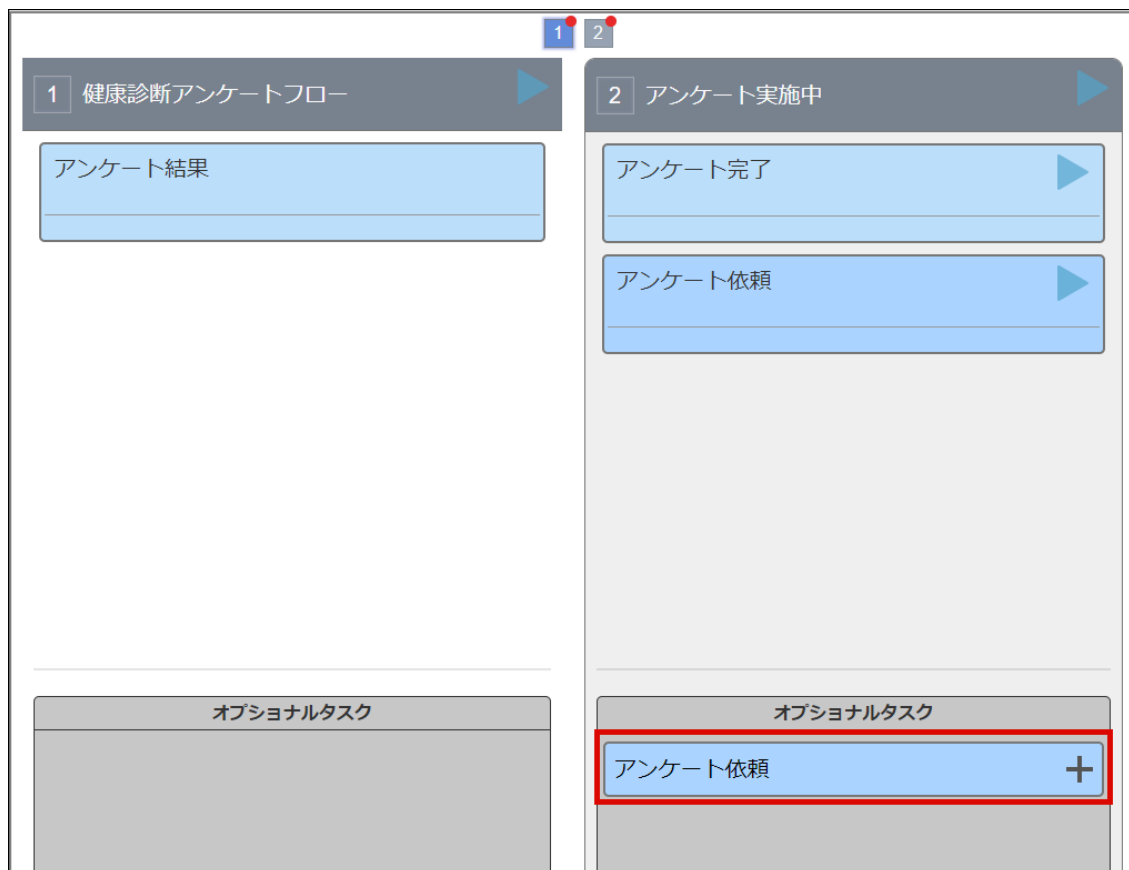 1 2
1 健康診断アンケートフロー
アンケート結果
オプショナルタスク
2 アンケート実施中
アンケート完了
アンケート依頼
オプショナルタスク
アンケート依頼